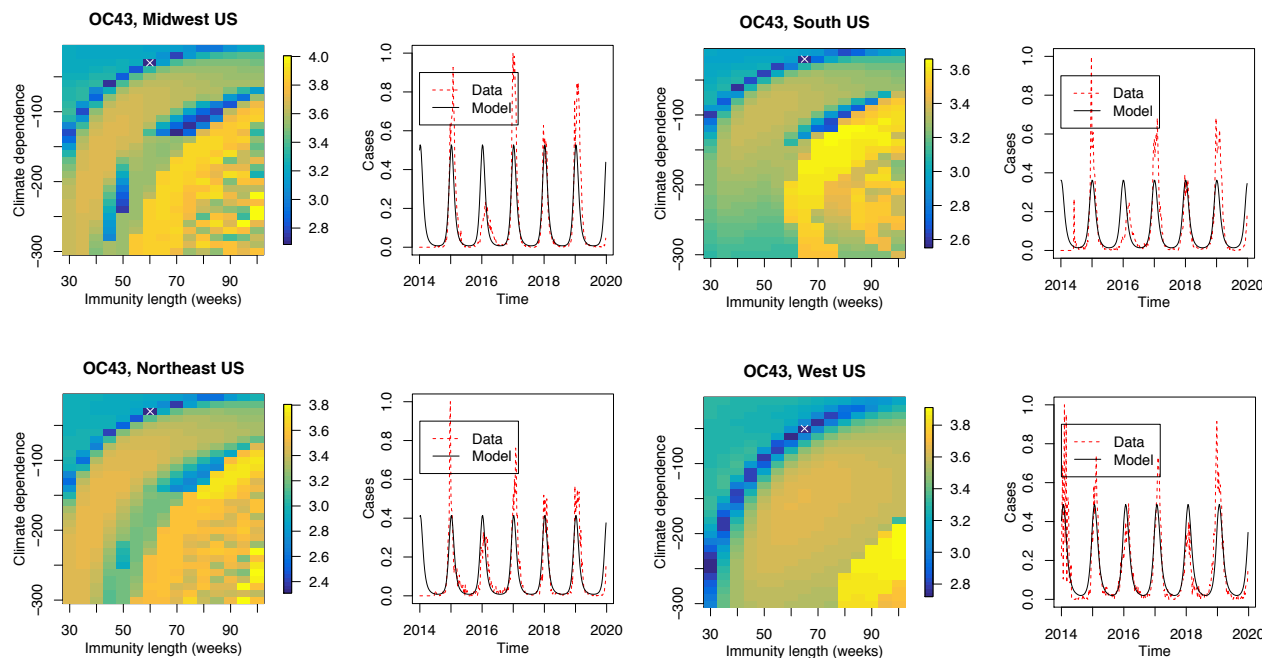 OC43, Midwest US
Climate dependence
−100
−200
−300
30 50 70 90
Immunity length (weeks)
4.0
3.8
3.6
3.4
3.2
3.0
2.8
Cases
1.0
0.8
0.6
0.4
0.2
0.0
Data
Model
2014 2016 2018 2020
Time
OC43, South US
Climate dependence
−100
−200
−300
30 50 70 90
Immunity length (weeks)
3.6
3.4
3.2
3.0
2.8
2.6
Cases
1.0
0.8
0.6
0.4
0.2
0.0
Data
Model
2014 2016 2018 2020
Time
OC43, Northeast US
Climate dependence
−100
−200
−300
30 50 70 90
Immunity length (weeks)
3.8
3.6
3.4
3.2
3.0
2.8
2.6
2.4
Cases
1.0
0.8
0.6
0.4
0.2
0.0
Data
Model
2014 2016 2018 2020
Time
OC43, West US
Climate dependence
−100
−200
−300
30 50 70 90
Immunity length (weeks)
3.8
3.6
3.4
3.2
3.0
2.8
Cases
1.0
0.8
0.6
0.4
0.2
0.0
Data
Model
2014 2016 2018 2020
Time